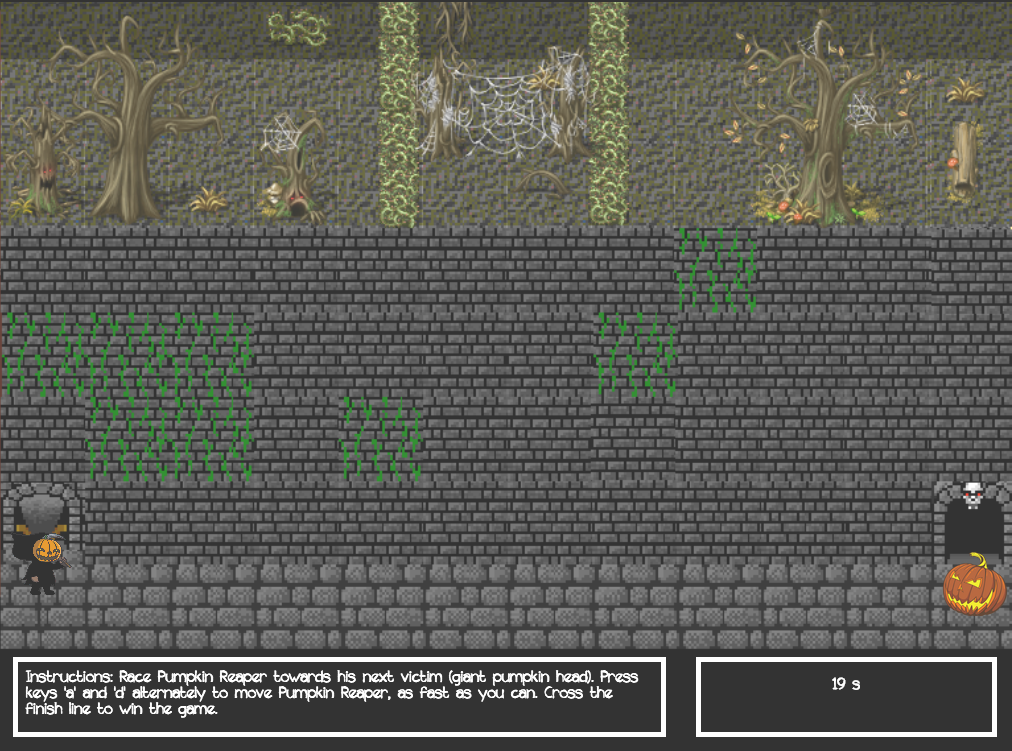 Instructions: Race Pumpkin Reaper towards his next victim (giant pumpkin head). Press
keys 'a' and 'd' alternately to move Pumpkin Reaper, as fast as you can. Cross the
finish line to win the game.
19 s